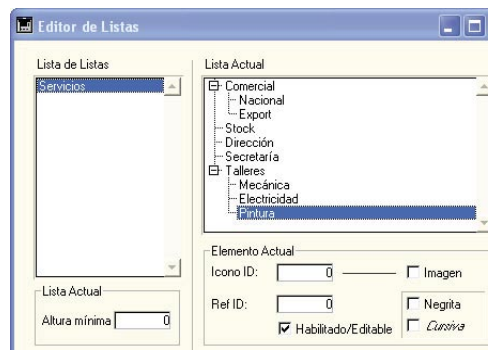 Editor de Listas
Lista de Listas
Servicios
Lista Actual
Altura mínima 0
Lista Actual
Comercial
Nacional
Export
Stock
Dirección
Secretaría
Talleres
Mecánica
Electricidad
Pintura
Elemento Actual
Icono ID: 0 Imagen
Ref ID: 0 Negrita
Habilitado/Editable Cursiva